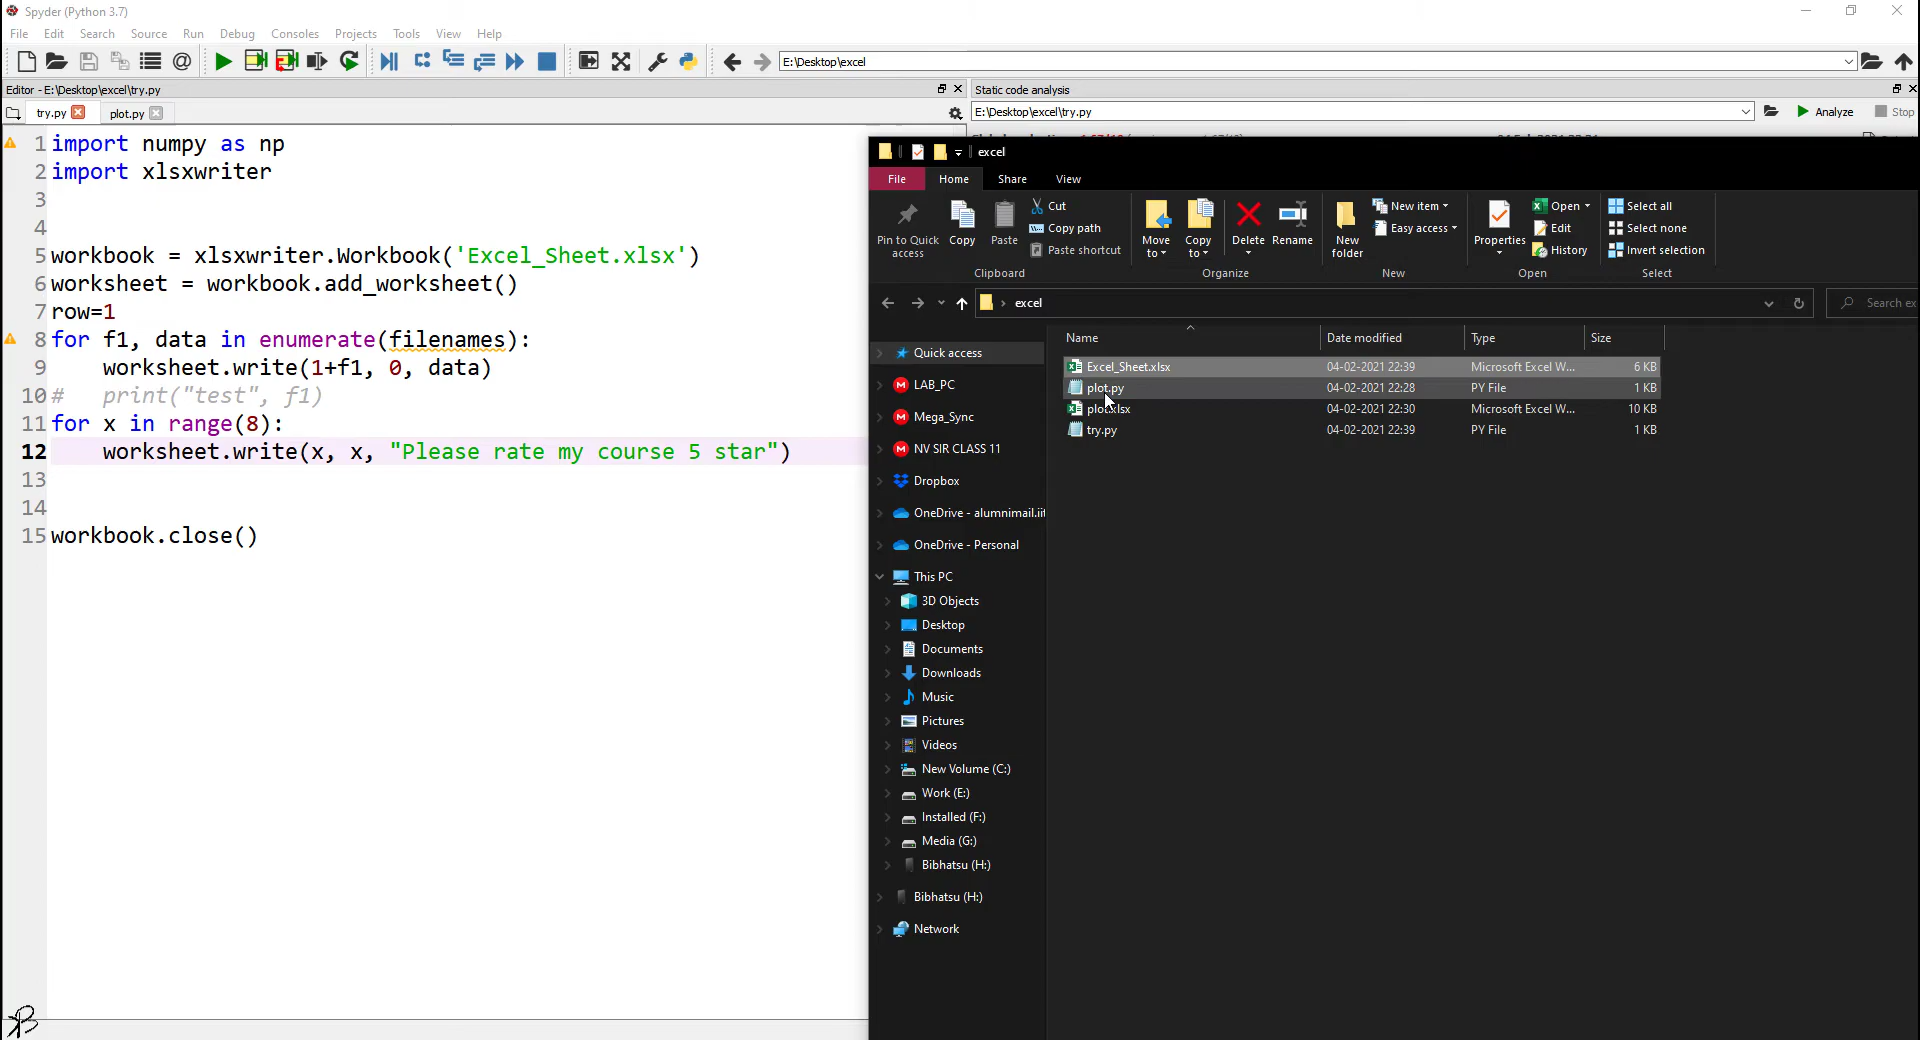 Spyder (Python 3.7)
File Edit Search Source Run Debug Consoles Projects Tools View Help
E:\Desktop\excel
Editor - E:\Desktop\excel\try.py
try.py plot.py
1 import numpy as np
2 import xlsxwriter
3
4
5 workbook = xlsxwriter.Workbook('Excel_Sheet.xlsx')
6 worksheet = workbook.add_worksheet()
7 row=1
8 for f1, data in enumerate(filenames):
9 worksheet.write(1+f1, 0, data)
10 # print("test", f1)
11 for x in range(8):
12 worksheet.write(x, x, "Please rate my course 5 star")
13
14
15 workbook.close()
Static code analysis
E:\Desktop\excel\try.py Analyze Stop
excel
File Home Share View
Pin to Quick access
Copy
Paste
Cut
Copy path
Paste shortcut
Clipboard
Move to
Copy to
Delete
Rename
Organize
New folder
New item
Easy access
New
Properties
Open
Edit
History
Open
Select all
Select none
Invert selection
Select
excel
Search ex
Name Date modified Type Size
Excel_Sheet.xlsx 04-02-2021 22:39 Microsoft Excel W... 6 KB
plot.py 04-02-2021 22:28 PY File 1 KB
plot.xlsx 04-02-2021 22:30 Microsoft Excel W... 10 KB
try.py 04-02-2021 22:39 PY File 1 KB
Quick access
LAB_PC
Mega_Sync
NV SIR CLASS 11
Dropbox
OneDrive - alumnimail.iit
OneDrive - Personal
This PC
3D Objects
Desktop
Documents
Downloads
Music
Pictures
Videos
New Volume (C:)
Work (E:)
Installed (F:)
Media (G:)
Bibhatsu (H:)
Bibhatsu (H:)
Network